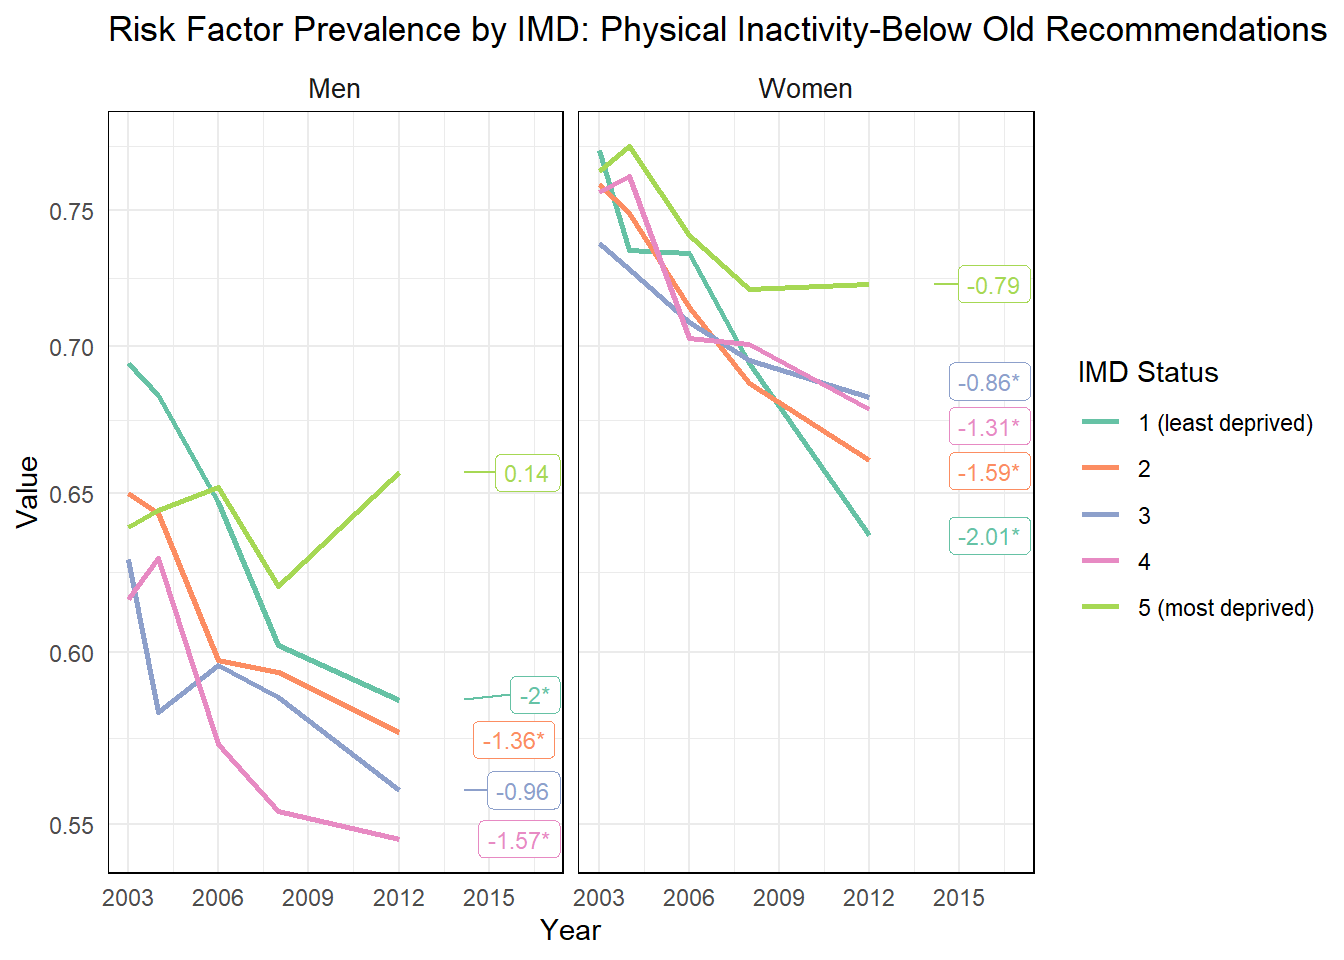 Risk Factor Prevalence by IMD: Physical Inactivity-Below Old Recommendations
Men
Women
0.75
0.70
0.65
0.60
0.55
Value
-0.79
-0.86*
-1.31*
-1.59*
-2.01*
0.14
-2*
-1.36*
-0.96
-1.57*
IMD Status
1 (least deprived)
2
3
4
5 (most deprived)
2003 2006 2009 2012 2015
2003 2006 2009 2012 2015
Year